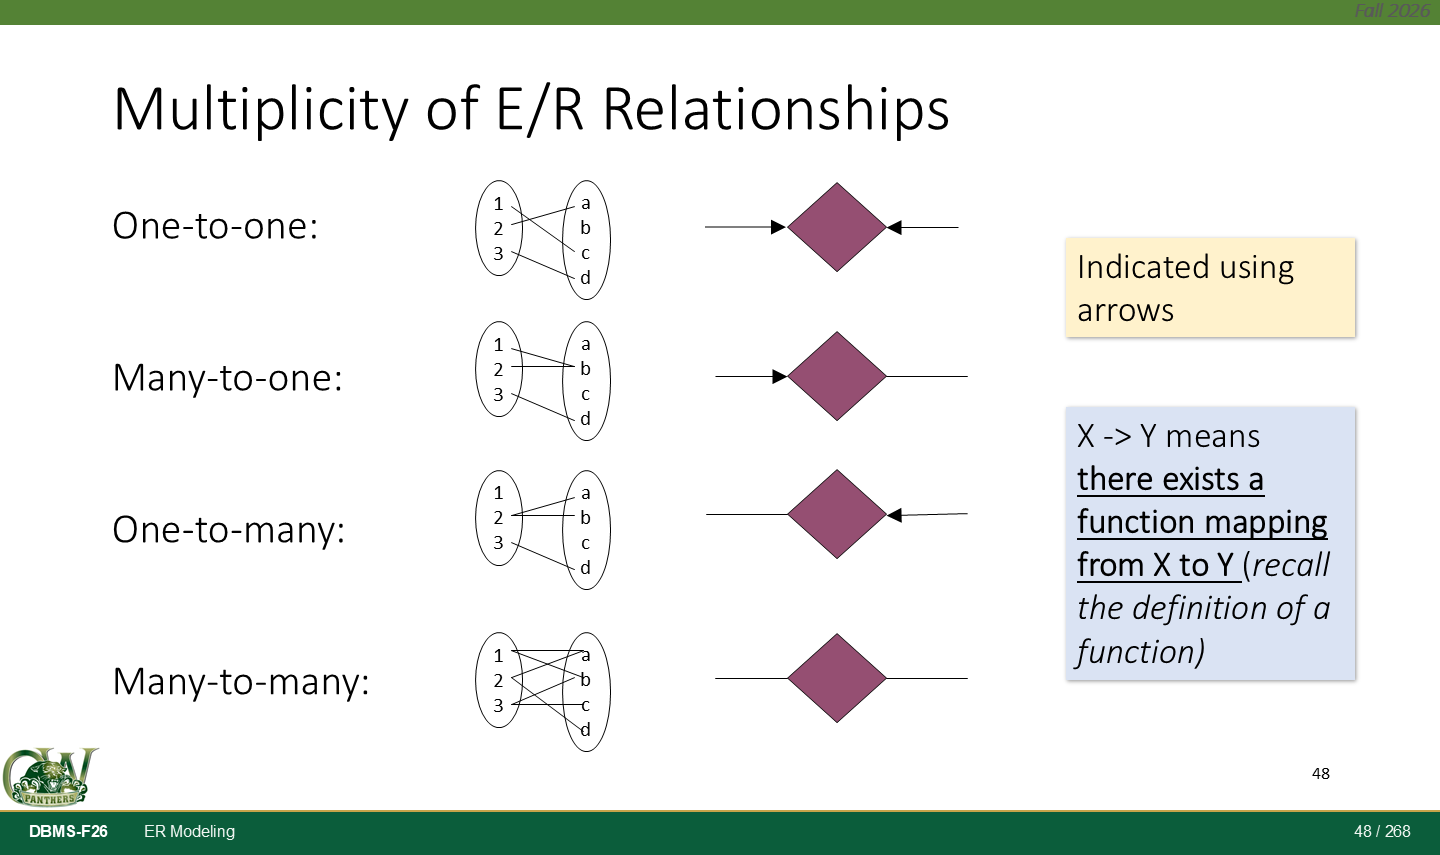 Fall 2026
Multiplicity of E/R Relationships
One-to-one:
1
2
3
a
b
c
d
Many-to-one:
1
2
3
a
b
c
d
One-to-many:
1
2
3
a
b
c
d
Many-to-many:
1
2
3
a
b
c
d
Indicated using
arrows
X -> Y means
there exists a
function mapping
from X to Y (recall
the definition of a
function)
48
OW
PANTHERS
DBMS-F26
ER Modeling
48 / 268